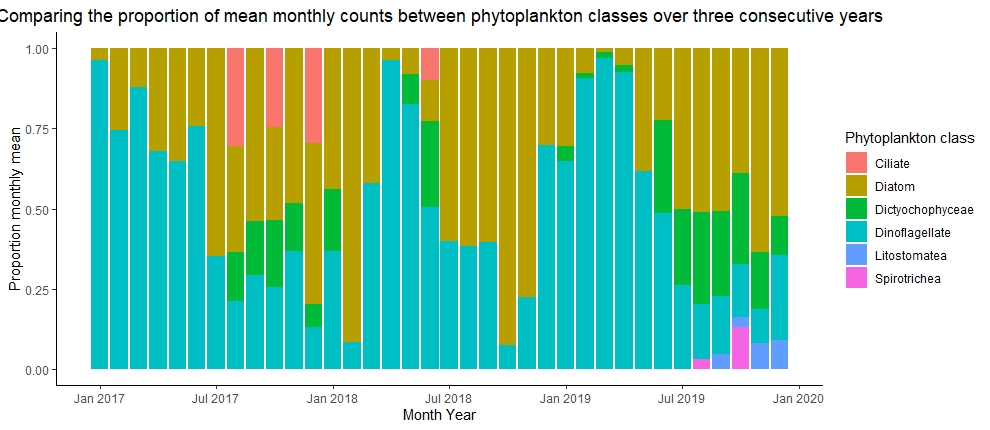 Comparing the proportion of mean monthly counts between phytoplankton classes over three consecutive years
1.00
0.75
0.50
0.25
0.00
Proportion monthly mean
Jan 2017
Jul 2017
Jan 2018
Jul 2018
Jan 2019
Jul 2019
Jan 2020
Month Year
Phytoplankton class
Ciliate
Diatom
Dictyochophyceae
Dinoflagellate
Litostomatea
Spirotrichea